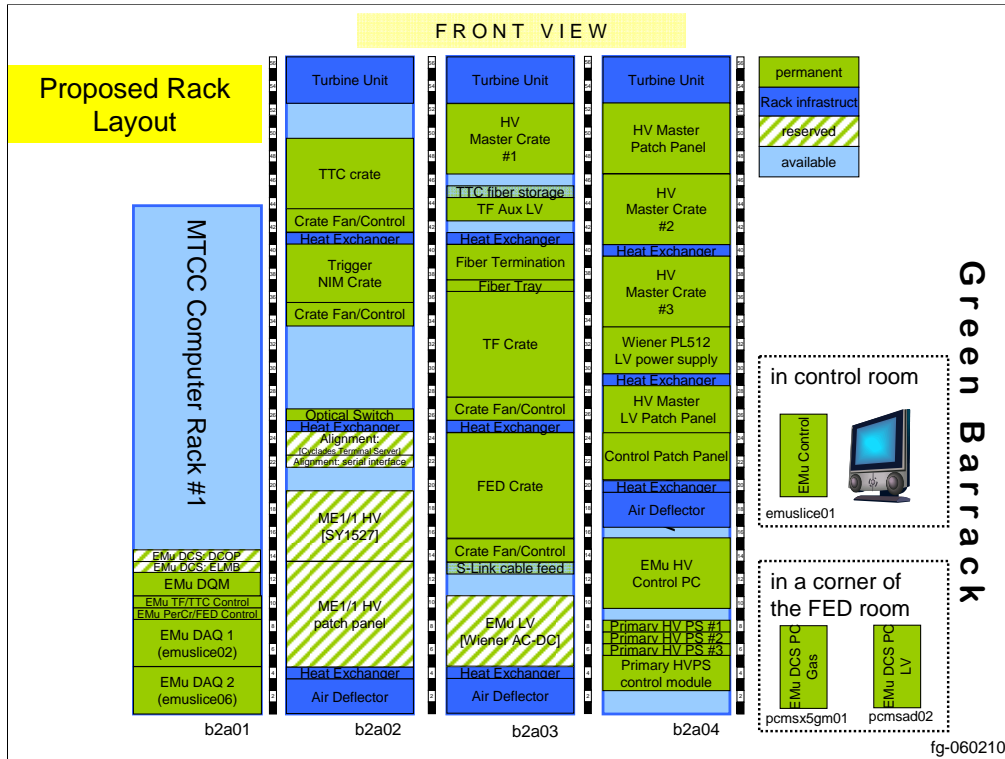 FRONT VIEW
Proposed Rack
Layout
permanent
Rack infrastruct
reserved
available
MTCC Computer Rack #1
EMu DCS: DCOP
EMu DCS: ELMB
EMu DQM
EMu TF/TTC Control
EMu PerCr/FED Control
EMu DAQ 1
(emuslice02)
EMu DAQ 2
(emuslice06)
b2a01
Turbine Unit
TTC crate
Crate Fan/Control
Heat Exchanger
Trigger
NIM Crate
Crate Fan/Control
Optical Switch
Heat Exchanger
Alignment:
[Cyclades Terminal Server]
Alignment: serial interface
ME1/1 HV
[SY1527]
ME1/1 HV
patch panel
Heat Exchanger
Air Deflector
b2a02
Turbine Unit
HV
Master Crate
#1
TTC fiber storage
TF Aux LV
Heat Exchanger
Fiber Termination
Fiber Tray
TF Crate
Crate Fan/Control
Heat Exchanger
FED Crate
Crate Fan/Control
S-Link cable feed
EMu LV
[Wiener AC-DC]
Heat Exchanger
Air Deflector
b2a03
Turbine Unit
HV Master
Patch Panel
HV
Master Crate
#2
Heat Exchanger
HV
Master Crate
#3
Wiener PL512
LV power supply
Heat Exchanger
HV Master
LV Patch Panel
Control Patch Panel
Heat Exchanger
Air Deflector
EMu HV
Control PC
Primary HV PS #1
Primary HV PS #2
Primary HV PS #3
Primary HVPS
control module
b2a04
in control room
EMu Control
emuslice01
in a corner of
the FED room
EMu DCS PC
Gas
pcmsx5gm01
EMu DCS PC
LV
pcmsad02
Green Barrack
fg-060210